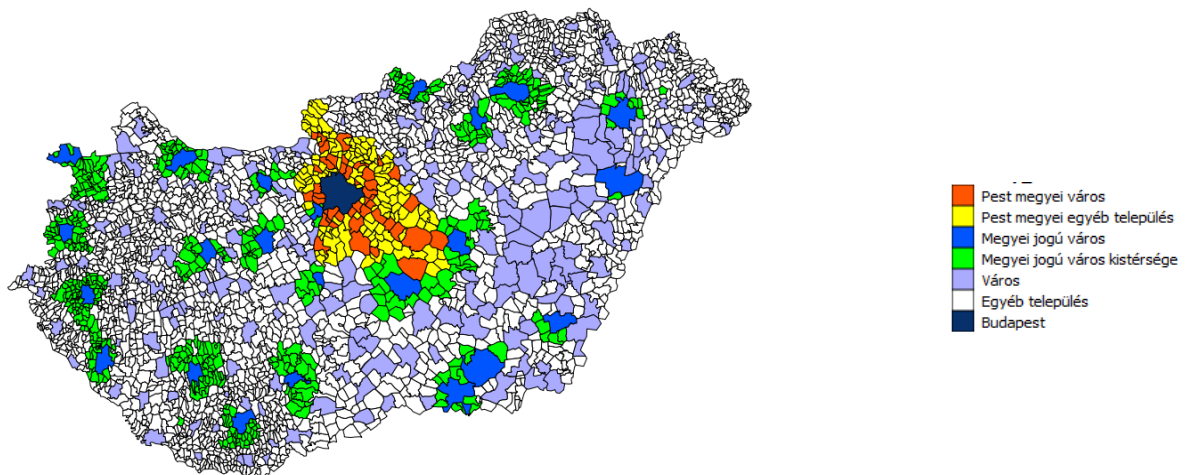 Pest megyei város
Pest megyei egyéb település
Megyei jogú város
Megyei jogú város kistérsége
Város
Egyéb település
Budapest